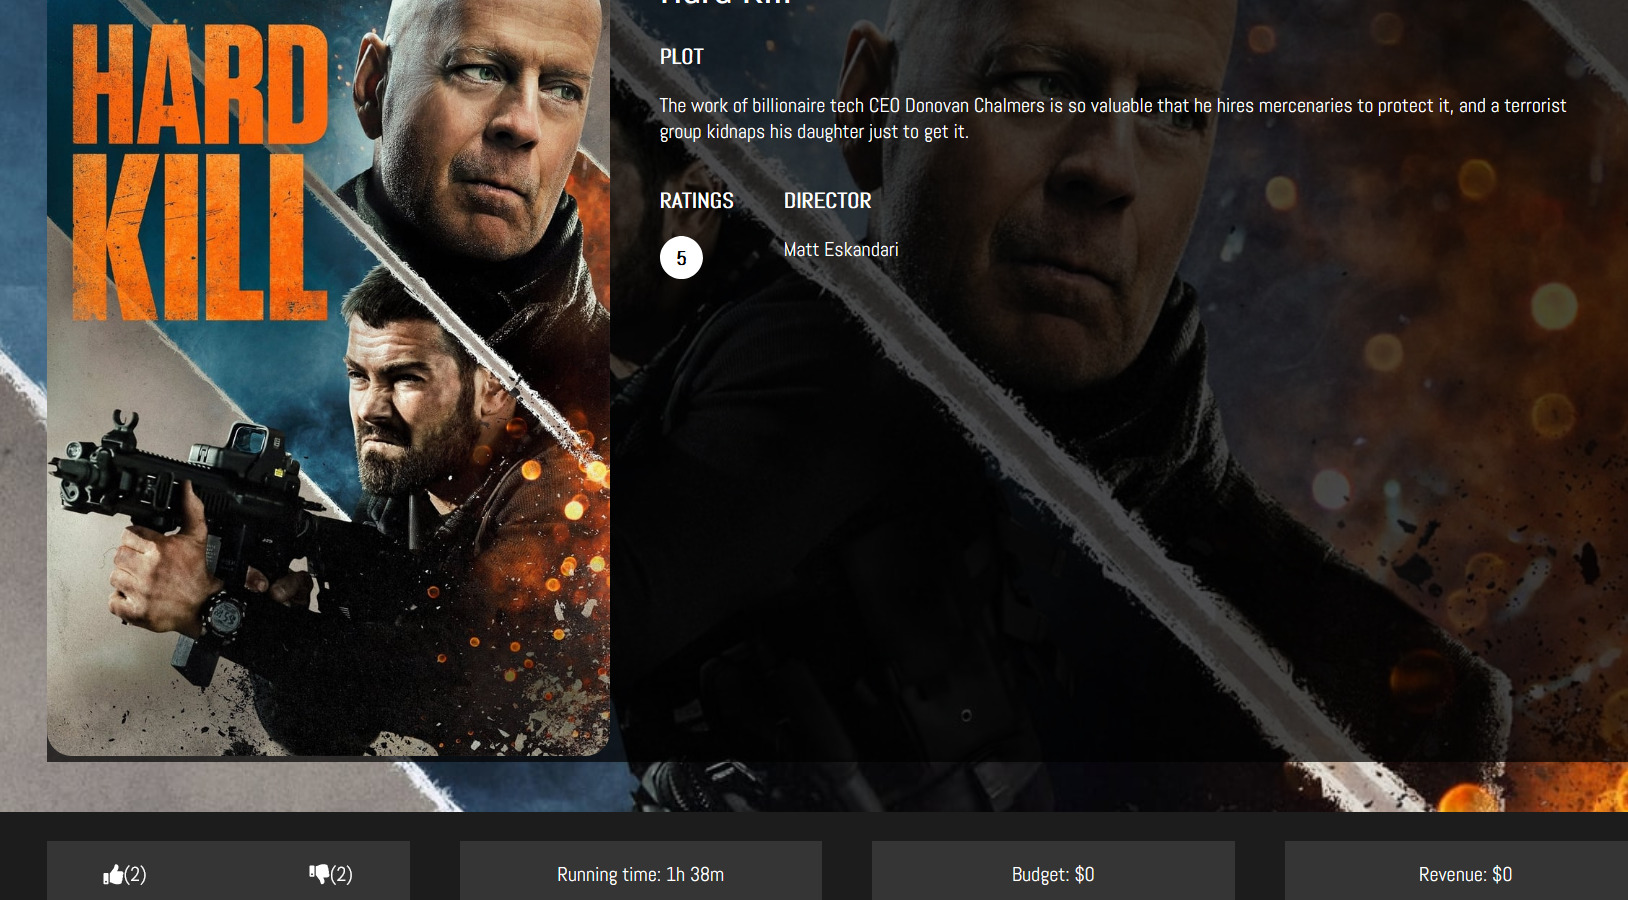 Hard Kill
HARD
KILL
PLOT
The work of billionaire tech CEO Donovan Chalmers is so valuable that he hires mercenaries to protect it, and a terrorist
group kidnaps his daughter just to get it.
RATINGS
DIRECTOR
5
Matt Eskandari
(2)
(2)
Running time: 1h 38m
Budget: $0
Revenue: $0